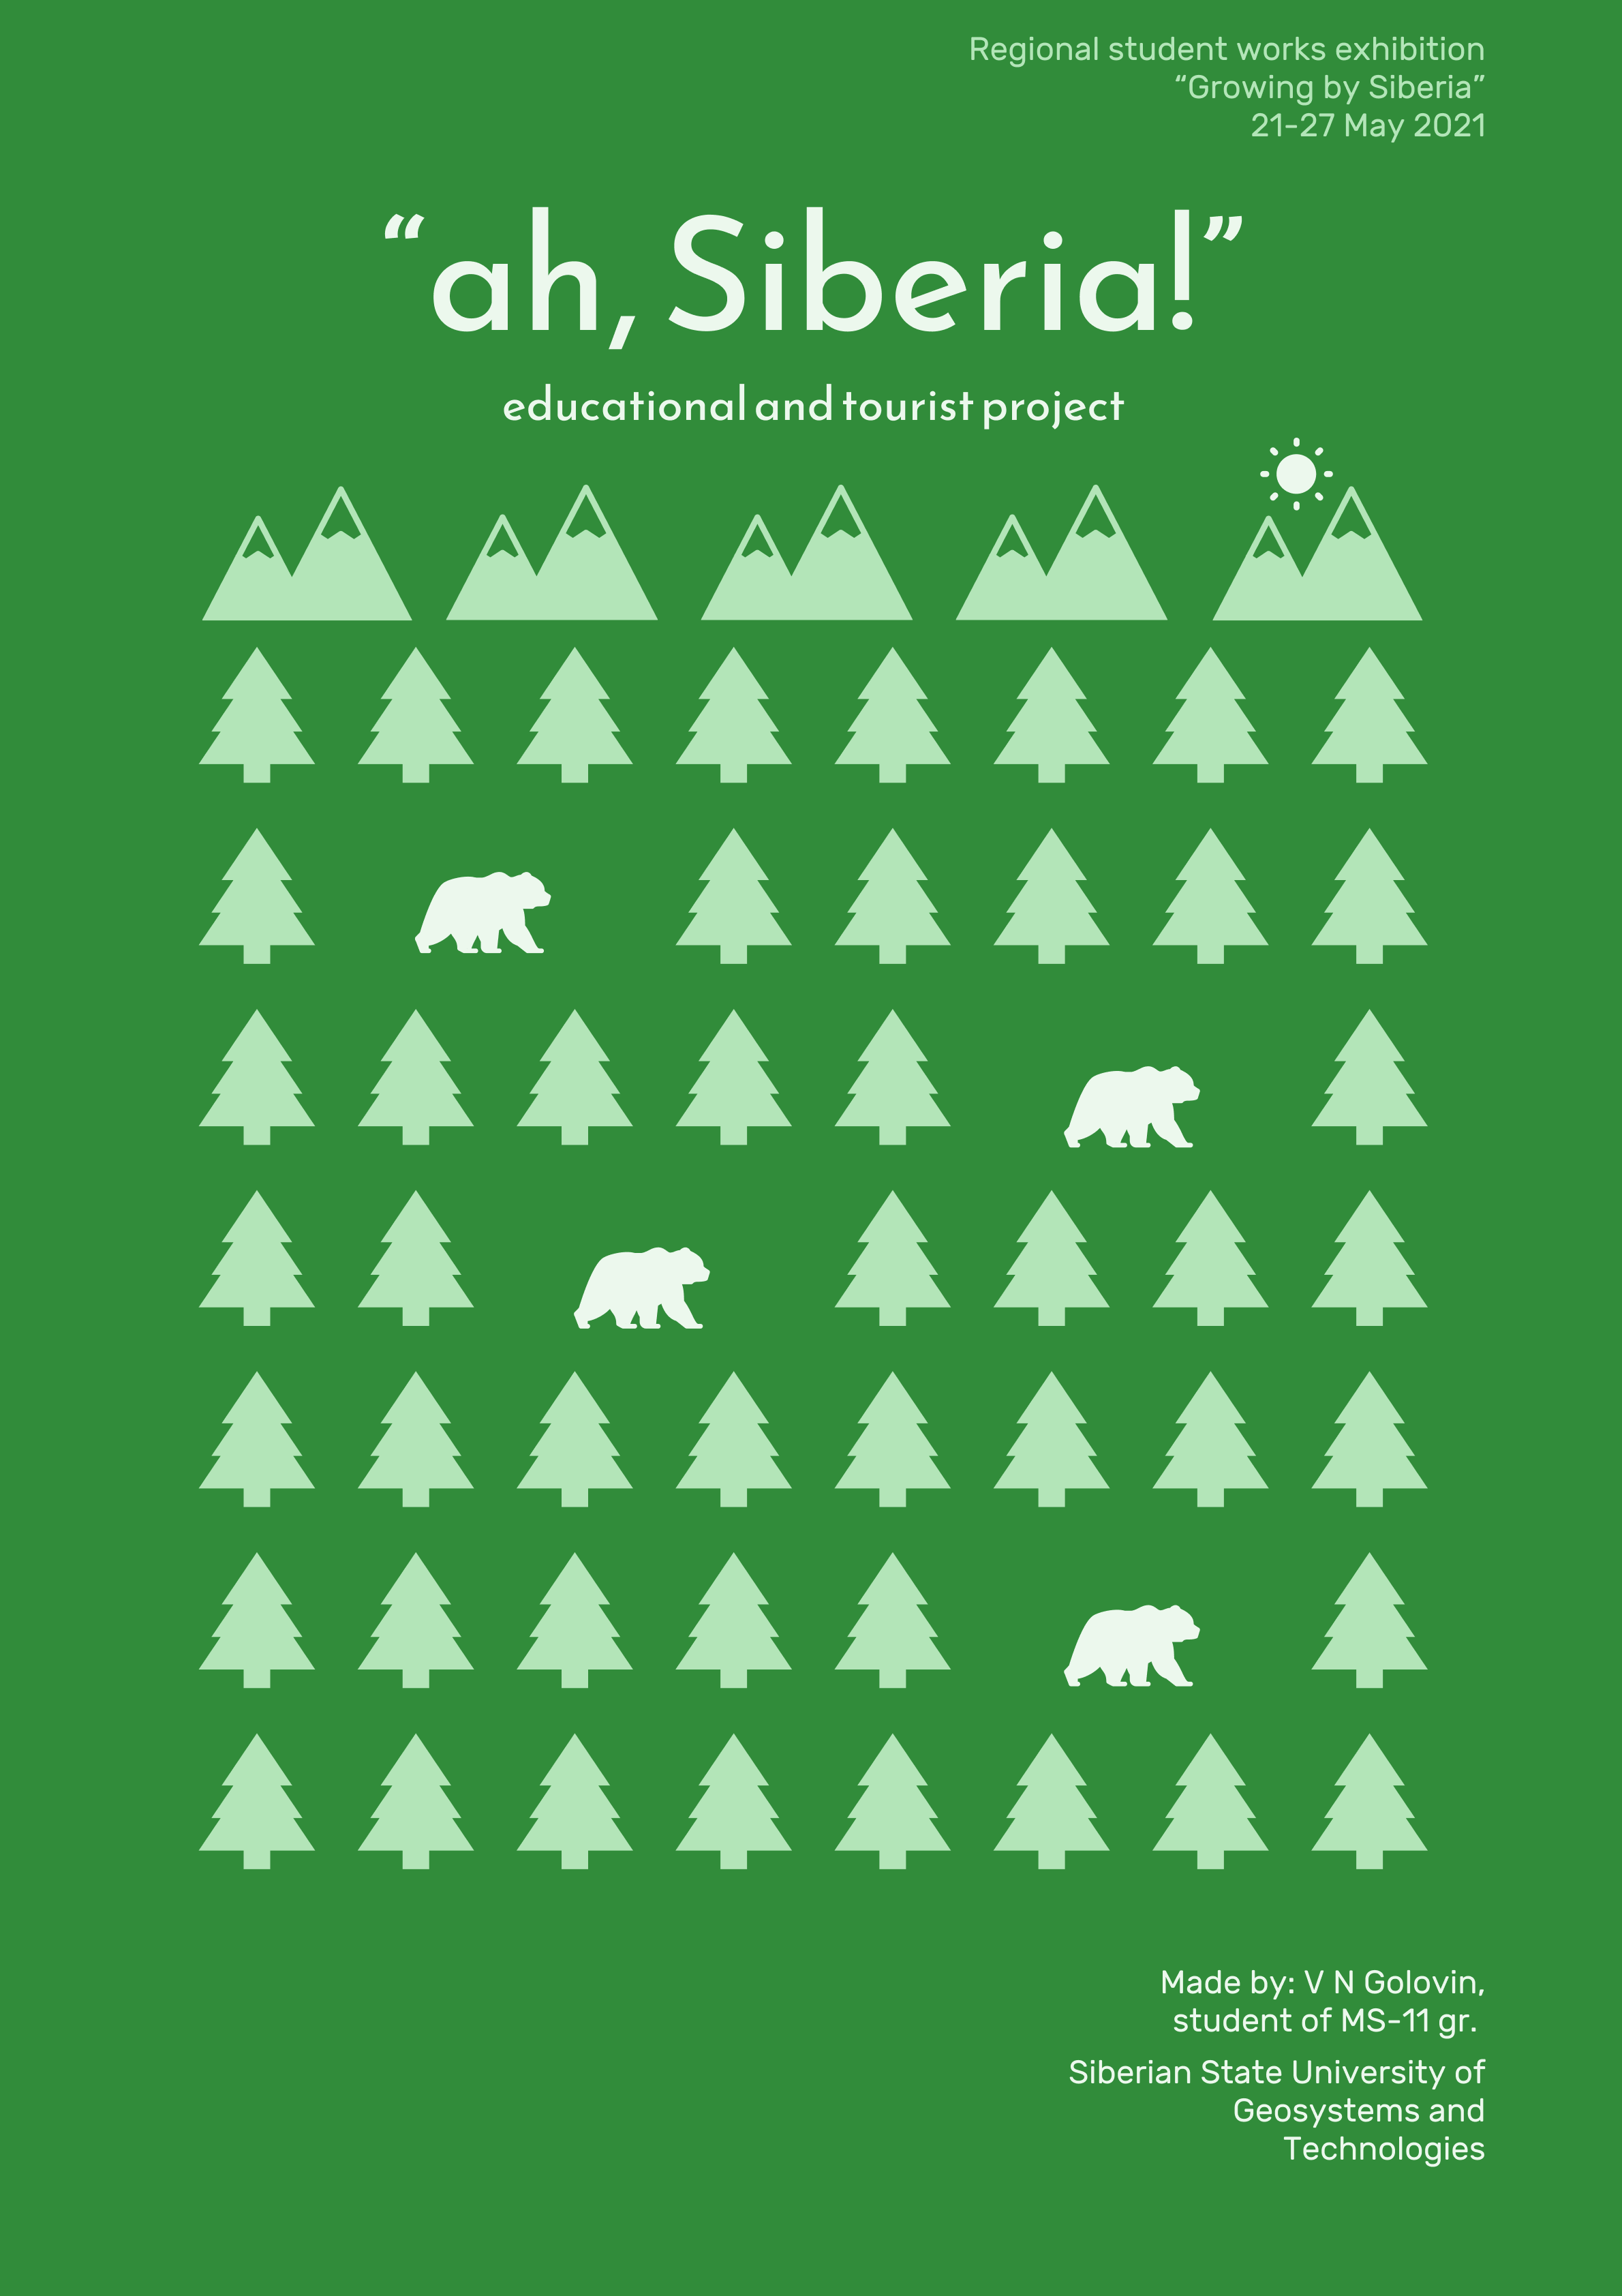 Regional student works exhibition
“Growing by Siberia”
21-27 May 2021
“ah, Siberia!”
educational and tourist project
Made by: V N Golovin,
student of MS-11 gr.
Siberian State University of
Geosystems and
Technologies